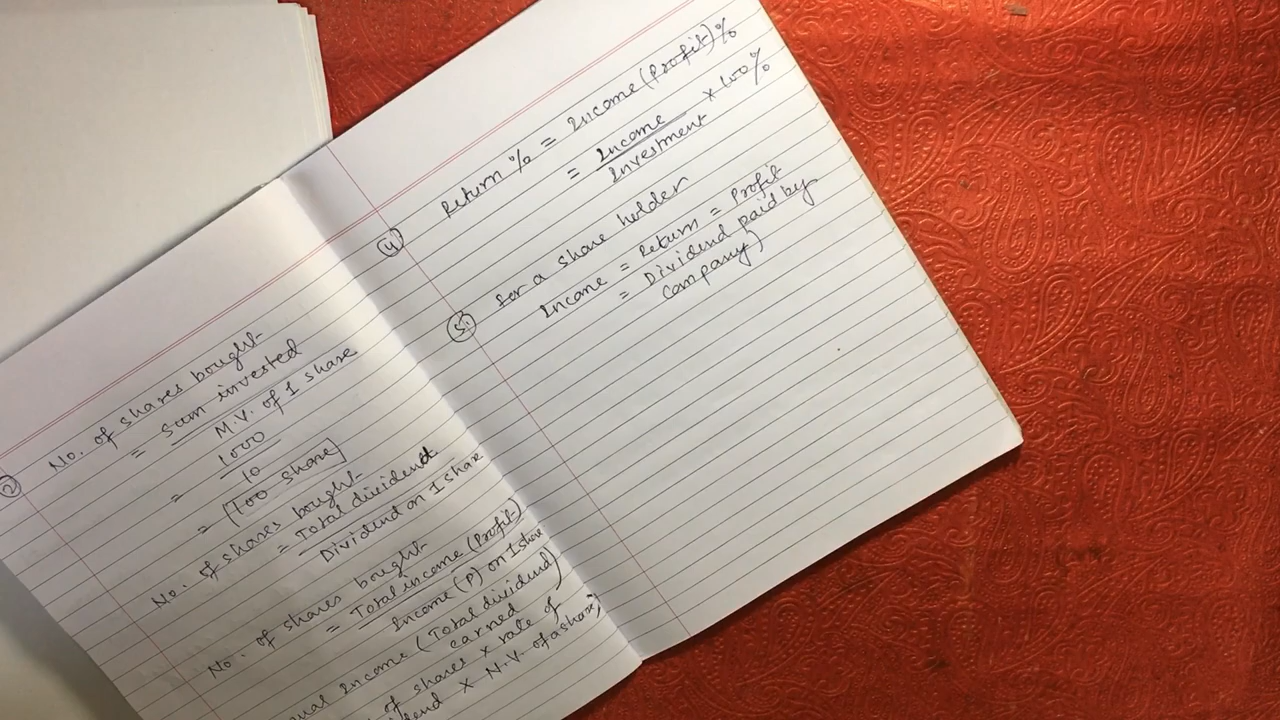 ② No. of shares bought
= Sum invested
M.V. of 1 share
= 1000
10
= [100 share]
No. of shares bought
= Total dividend
Dividend on 1 share
No. of shares bought
= Total income (Profit)
Income (P) on 1 share
Income (Total dividend)
earned
of shares × rate of
× N.V. of a share)
④ Return % = Income (Profit) %
= Income × 100%
Investment
⑤ For a share holder
Income = Return = Profit
= Dividend paid by
company)